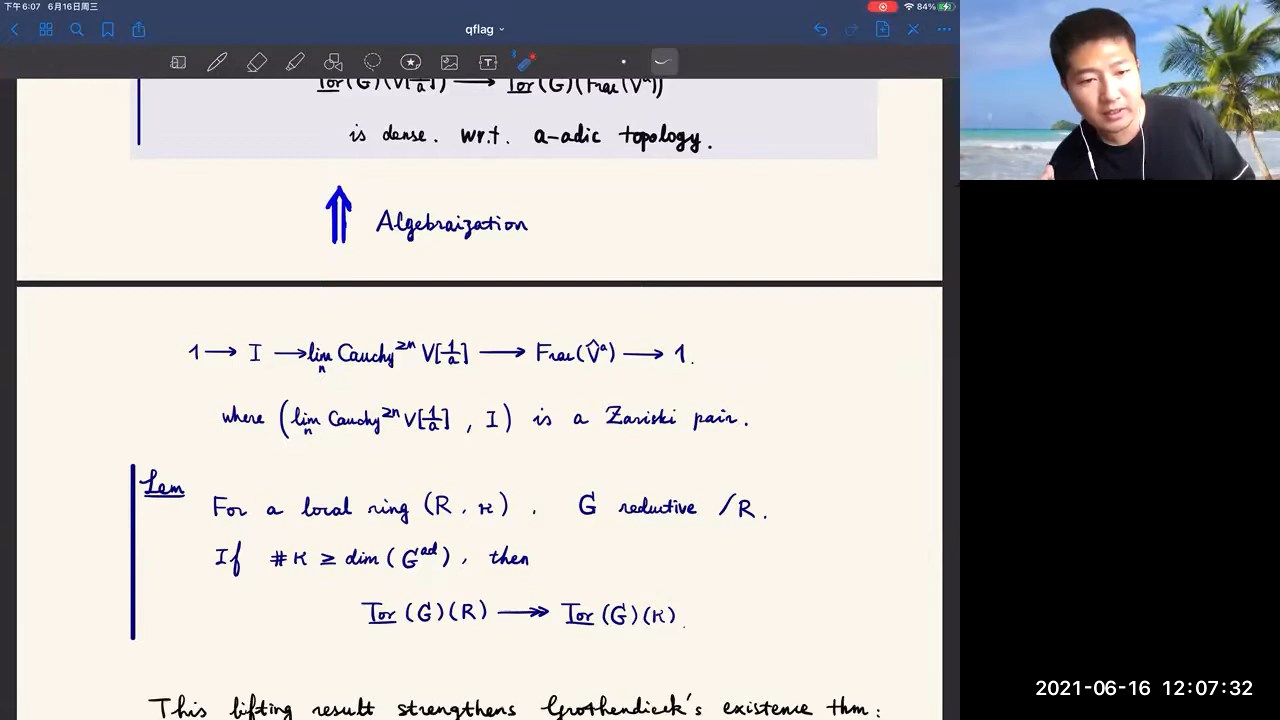 下午6:07 6月16日周三
84%
qflag
Tor(G)(V[1/a]) ⟶ Tor(G)(Frac(V̂ᵃ))
is dense. w.r.t. a-adic topology.
⇑ Algebraization
1 ⟶ I ⟶ lim_n Cauchy^{≥n} V[1/a] ⟶ Frac(V̂ᵃ) ⟶ 1.
where (lim_n Cauchy^{≥n} V[1/a], I) is a Zariski pair.
Lem
For a local ring (R, κ), G reductive /R.
If #κ ≥ dim(G^{ad}), then
Tor(G)(R) ↠ Tor(G)(κ).
This lifting result strengthens Grothendieck's existence thm:
2021-06-16 12:07:32